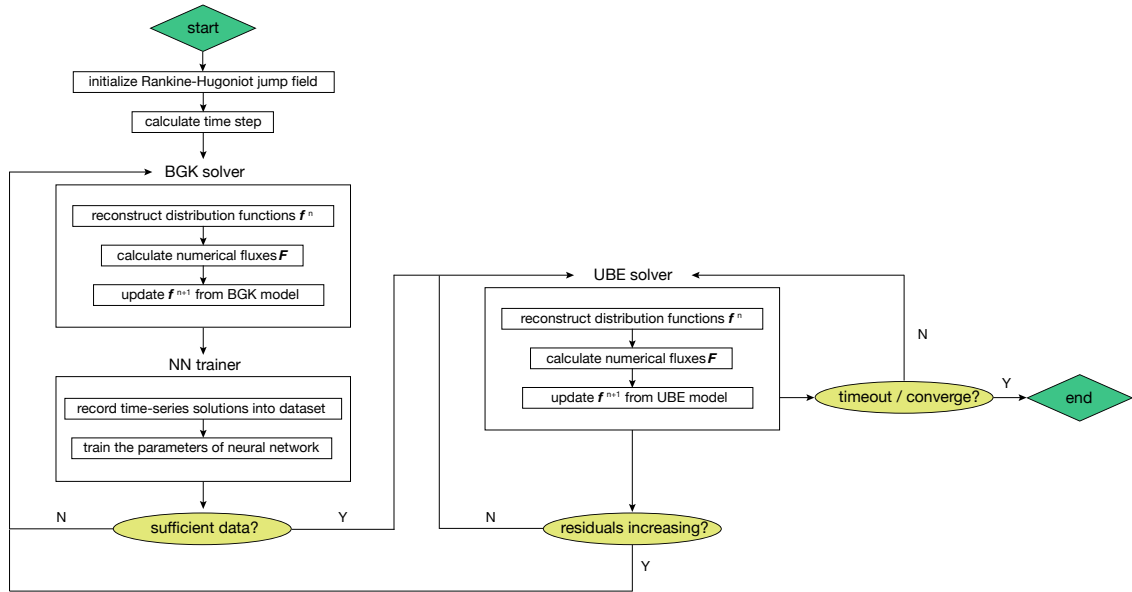 start
initialize Rankine-Hugoniot jump field
calculate time step
BGK solver
reconstruct distribution functions f n
calculate numerical fluxes F
update f n+1 from BGK model
NN trainer
record time-series solutions into dataset
train the parameters of neural network
sufficient data?
N
Y
UBE solver
reconstruct distribution functions f n
calculate numerical fluxes F
update f n+1 from UBE model
residuals increasing?
N
Y
timeout / converge?
N
Y
end